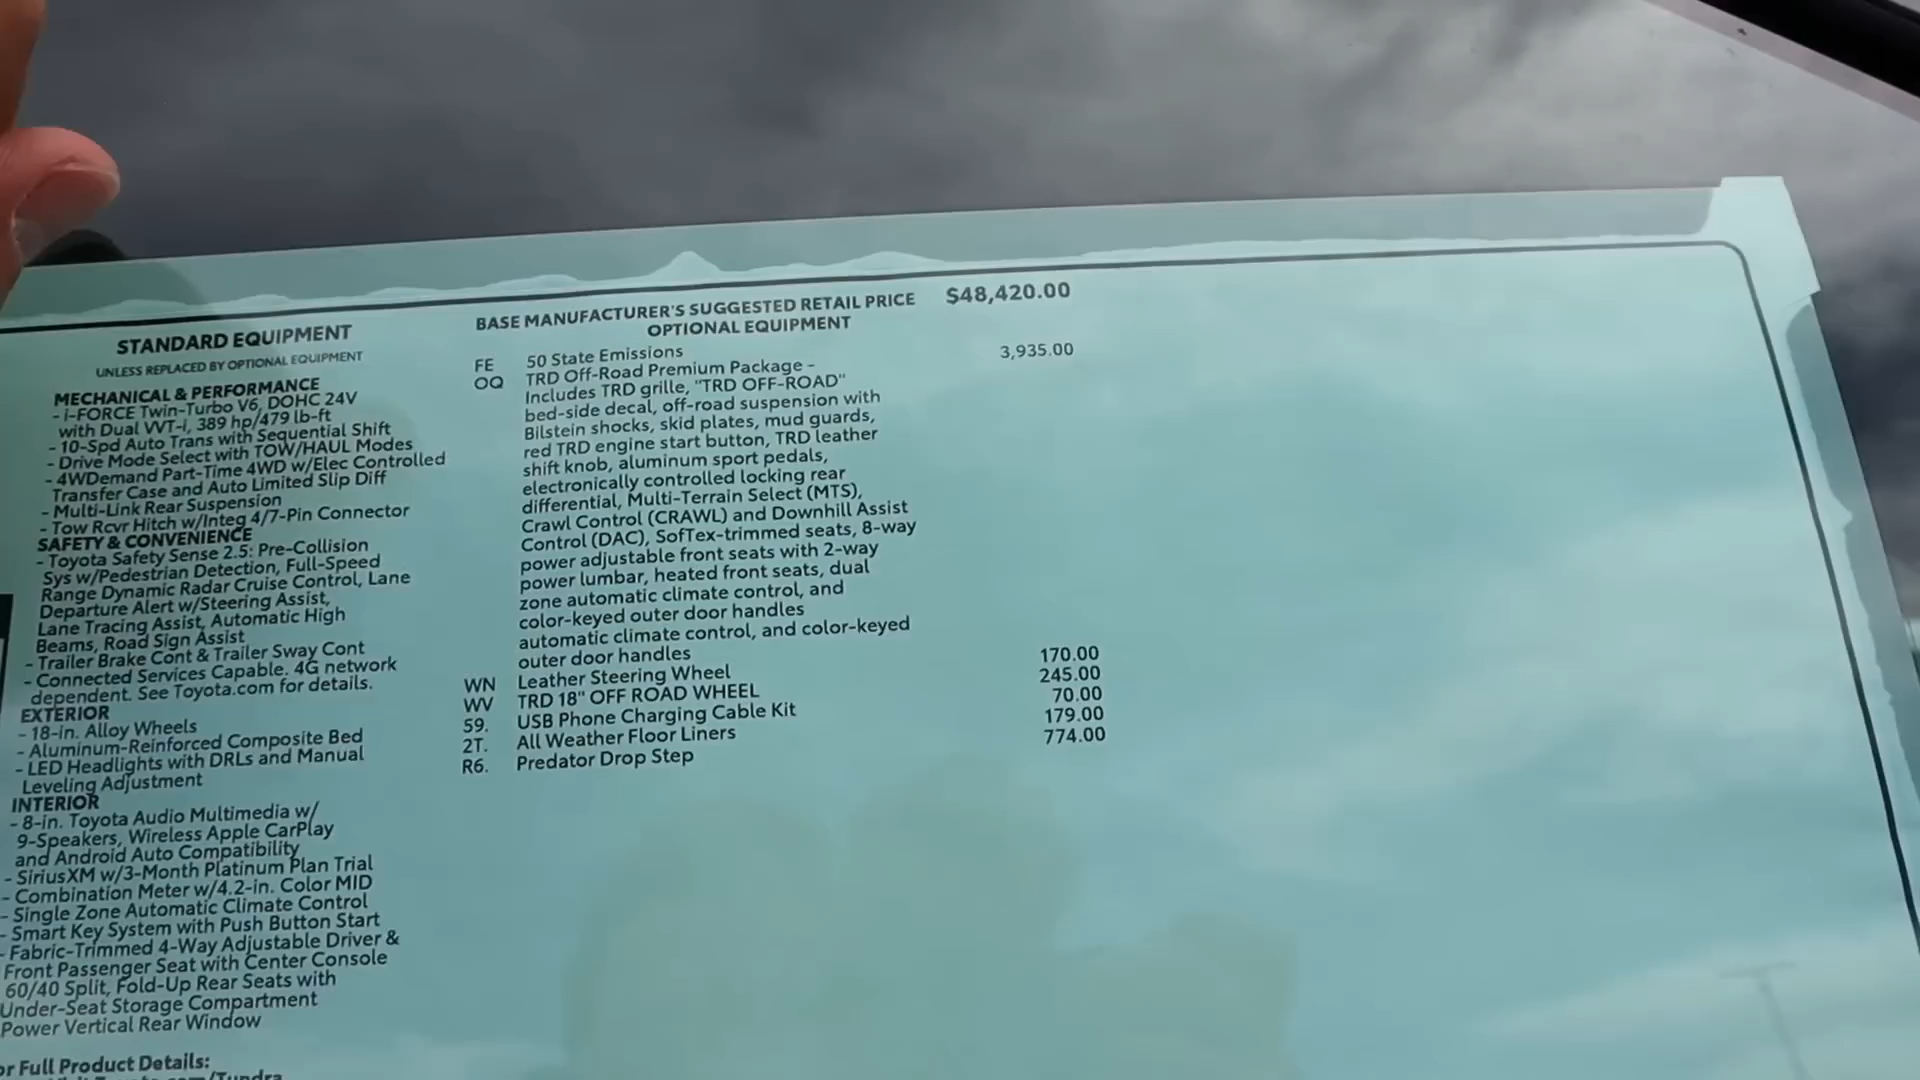 STANDARD EQUIPMENT
UNLESS REPLACED BY OPTIONAL EQUIPMENT
MECHANICAL & PERFORMANCE
- i-FORCE Twin-Turbo V6, DOHC 24V
with Dual VVT-i, 389 hp/479 lb-ft
- 10-Spd Auto Trans with Sequential Shift
- Drive Mode Select with TOW/HAUL Modes
- 4WDemand Part-Time 4WD w/Elec Controlled
Transfer Case and Auto Limited Slip Diff
- Multi-Link Rear Suspension
- Tow Rcvr Hitch w/Integ 4/7-Pin Connector
SAFETY & CONVENIENCE
- Toyota Safety Sense 2.5: Pre-Collision
Sys w/Pedestrian Detection, Full-Speed
Range Dynamic Radar Cruise Control, Lane
Departure Alert w/Steering Assist,
Lane Tracing Assist, Automatic High
Beams, Road Sign Assist
- Trailer Brake Cont & Trailer Sway Cont
- Connected Services Capable. 4G network
dependent. See Toyota.com for details.
EXTERIOR
- 18-in. Alloy Wheels
- Aluminum-Reinforced Composite Bed
- LED Headlights with DRLs and Manual
Leveling Adjustment
INTERIOR
- 8-in. Toyota Audio Multimedia w/
9-Speakers, Wireless Apple CarPlay
and Android Auto Compatibility
- SiriusXM w/3-Month Platinum Plan Trial
- Combination Meter w/4.2-in. Color MID
- Single Zone Automatic Climate Control
- Smart Key System with Push Button Start
- Fabric-Trimmed 4-Way Adjustable Driver &
Front Passenger Seat with Center Console
60/40 Split, Fold-Up Rear Seats with
Under-Seat Storage Compartment
Power Vertical Rear Window
or Full Product Details:
BASE MANUFACTURER'S SUGGESTED RETAIL PRICE $48,420.00
OPTIONAL EQUIPMENT
FE 50 State Emissions
OQ TRD Off-Road Premium Package - 3,935.00
Includes TRD grille, "TRD OFF-ROAD"
bed-side decal, off-road suspension with
Bilstein shocks, skid plates, mud guards,
red TRD engine start button, TRD leather
shift knob, aluminum sport pedals,
electronically controlled locking rear
differential, Multi-Terrain Select (MTS),
Crawl Control (CRAWL) and Downhill Assist
Control (DAC), SofTex-trimmed seats, 8-way
power adjustable front seats with 2-way
power lumbar, heated front seats, dual
zone automatic climate control, and
color-keyed outer door handles
automatic climate control, and color-keyed
outer door handles
WN Leather Steering Wheel 170.00
WV TRD 18" OFF ROAD WHEEL 245.00
59. USB Phone Charging Cable Kit 70.00
2T. All Weather Floor Liners 179.00
R6. Predator Drop Step 774.00